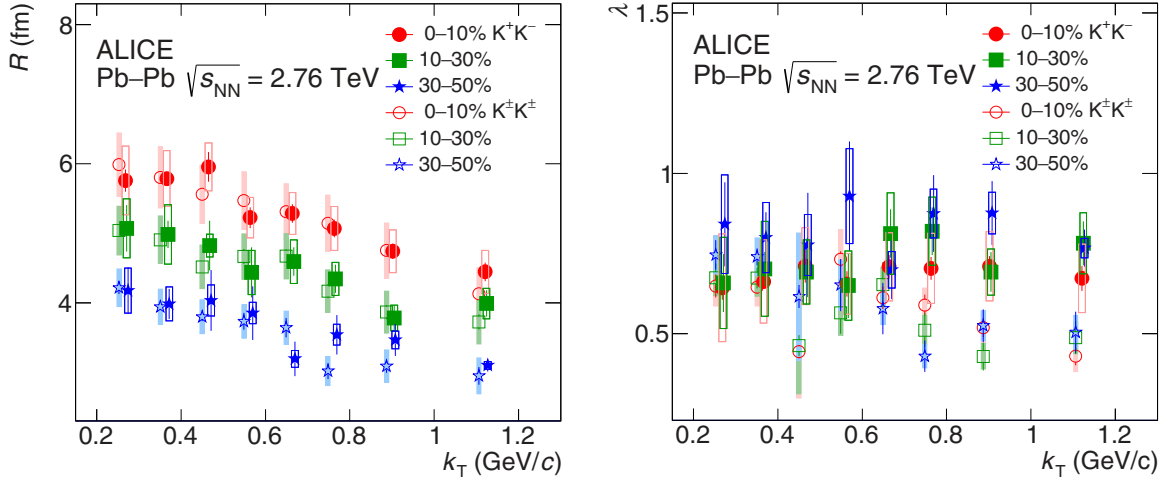 R (fm)
8
6
4
ALICE
Pb–Pb √sNN = 2.76 TeV
0–10% K⁺K⁻
10–30%
30–50%
0–10% K±K±
10–30%
30–50%
0.2 0.4 0.6 0.8 1 1.2
kT (GeV/c)
λ
1.5
1
0.5
ALICE
Pb–Pb √sNN = 2.76 TeV
0–10% K⁺K⁻
10–30%
30–50%
0–10% K±K±
10–30%
30–50%
0.2 0.4 0.6 0.8 1 1.2
kT (GeV/c)